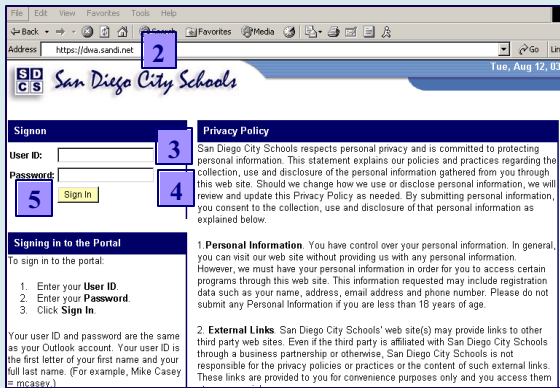 File Edit View Favorites Tools Help
Back Search Favorites Media
Address https://dwa.sandi.net Go Lin
2
Tue, Aug 12, 03
SD
CS
San Diego City Schools
Signon
User ID:
3
Password:
4
5
Sign In
Signing in to the Portal
To sign in to the portal:
1. Enter your User ID.
2. Enter your Password.
3. Click Sign In.
Your user ID and password are the same
as your Outlook account. Your user ID is
the first letter of your first name and your
full last name. (For example, Mike Casey
= mcasey.)
Privacy Policy
San Diego City Schools respects personal privacy and is committed to protecting
personal information. This statement explains our policies and practices regarding the
collection, use and disclosure of the personal information gathered from you through
this web site. Should we change how we use or disclose personal information, we will
review and update this Privacy Policy as needed. By submitting personal information,
you consent to the collection, use and disclosure of that personal information as
explained below.
1.Personal Information. You have control over your personal information. In general,
you can visit our web site without providing us with any personal information.
However, we must have your personal information in order for you to access certain
programs through this web site. This information requested may include registration
data such as your name, address, email address and phone number. Please do not
submit any Personal Information if you are less than 18 years of age.
2. External Links. San Diego City Schools' web site(s) may provide links to other
third party web sites. Even if the third party is affiliated with San Diego City Schools
through a business partnership or otherwise, San Diego City Schools is not
responsible for the privacy policies or practices or the content of such external links.
These links are provided to you for convenience purposes only and you access them